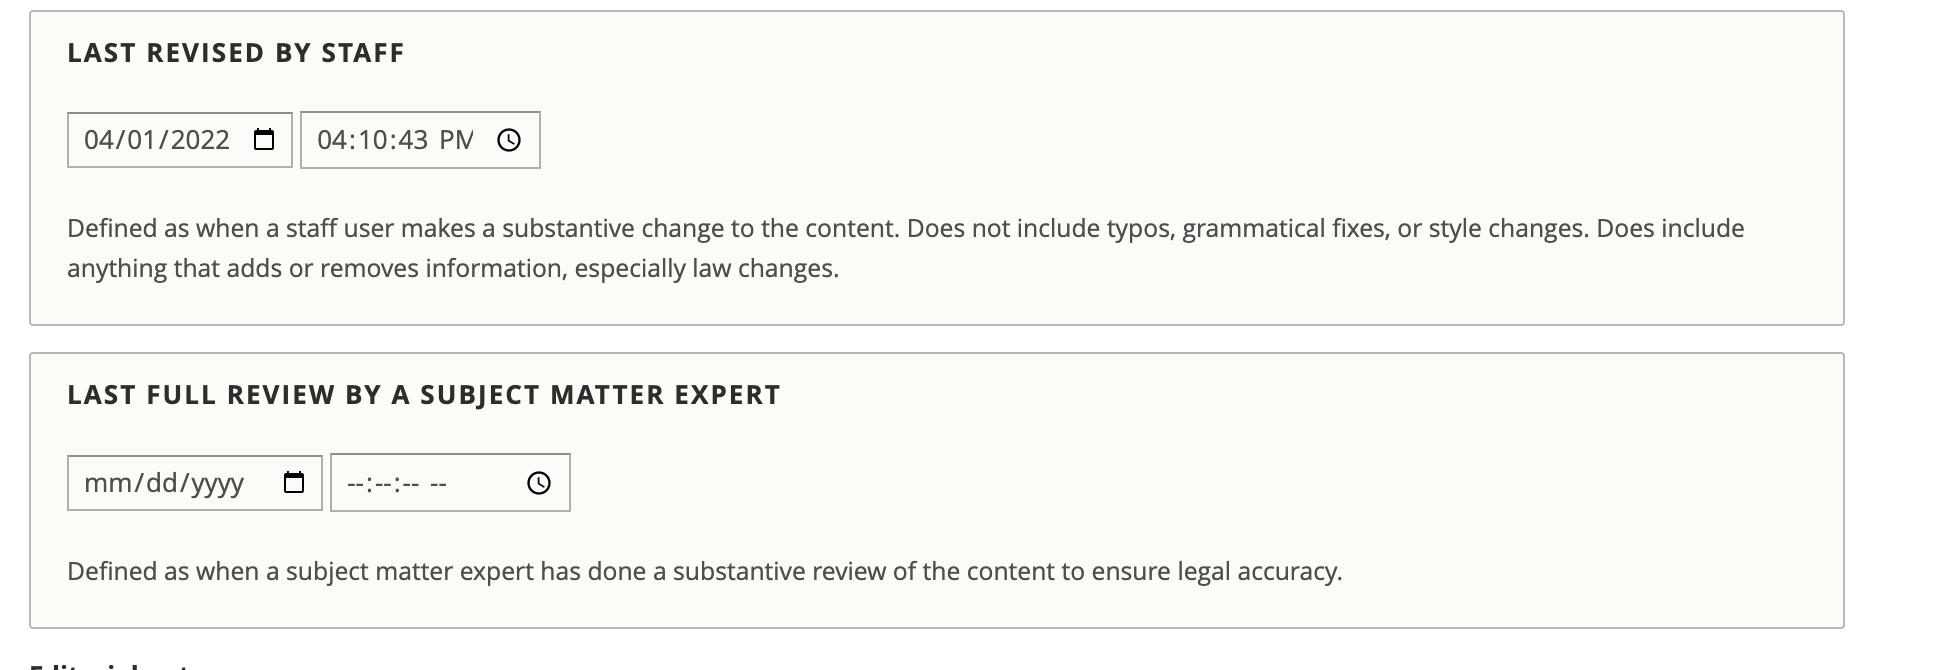 LAST REVISED BY STAFF
04/01/2022 04:10:43 PM
Defined as when a staff user makes a substantive change to the content. Does not include typos, grammatical fixes, or style changes. Does include
anything that adds or removes information, especially law changes.
LAST FULL REVIEW BY A SUBJECT MATTER EXPERT
mm/dd/yyyy --:--:-- --
Defined as when a subject matter expert has done a substantive review of the content to ensure legal accuracy.